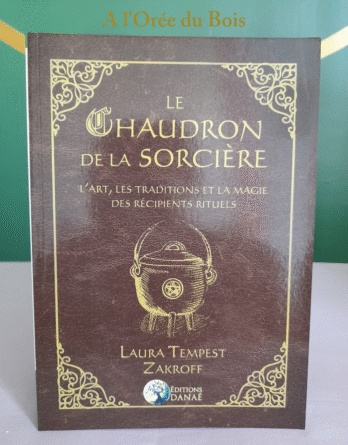 A l'Orée du Bois
LE
CHAUDRON
DE LA SORCIÈRE
L'ART, LES TRADITIONS ET LA MAGIE
DES RÉCIPIENTS RITUELS
LAURA TEMPEST
ZAKROFF
ÉDITIONS
DANAÉ